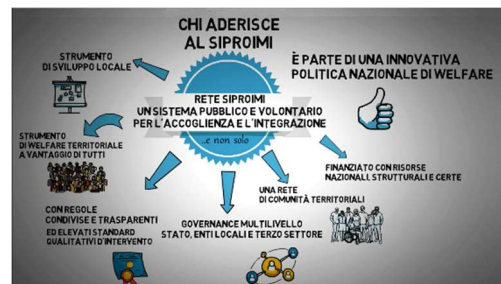 CHI ADERISCE
AL SIPROIMI
È PARTE DI UNA INNOVATIVA
POLITICA NAZIONALE DI WELFARE
STRUMENTO
DI SVILUPPO LOCALE
RETE SIPROIMI
UN SISTEMA PUBBLICO E VOLONTARIO
PER L'ACCOGLIENZA E L'INTEGRAZIONE
...e non solo
STRUMENTO
DI WELFARE TERRITORIALE
A VANTAGGIO DI TUTTI
FINANZIATO CON RISORSE
NAZIONALI, STRUTTURALI E CERTE
UNA RETE
DI COMUNITÀ TERRITORIALI
CON REGOLE
CONDIVISE E TRASPARENTI
ED ELEVATI STANDARD
QUALITATIVI D'INTERVENTO
GOVERNANCE MULTILIVELLO
STATO, ENTI LOCALI E TERZO SETTORE